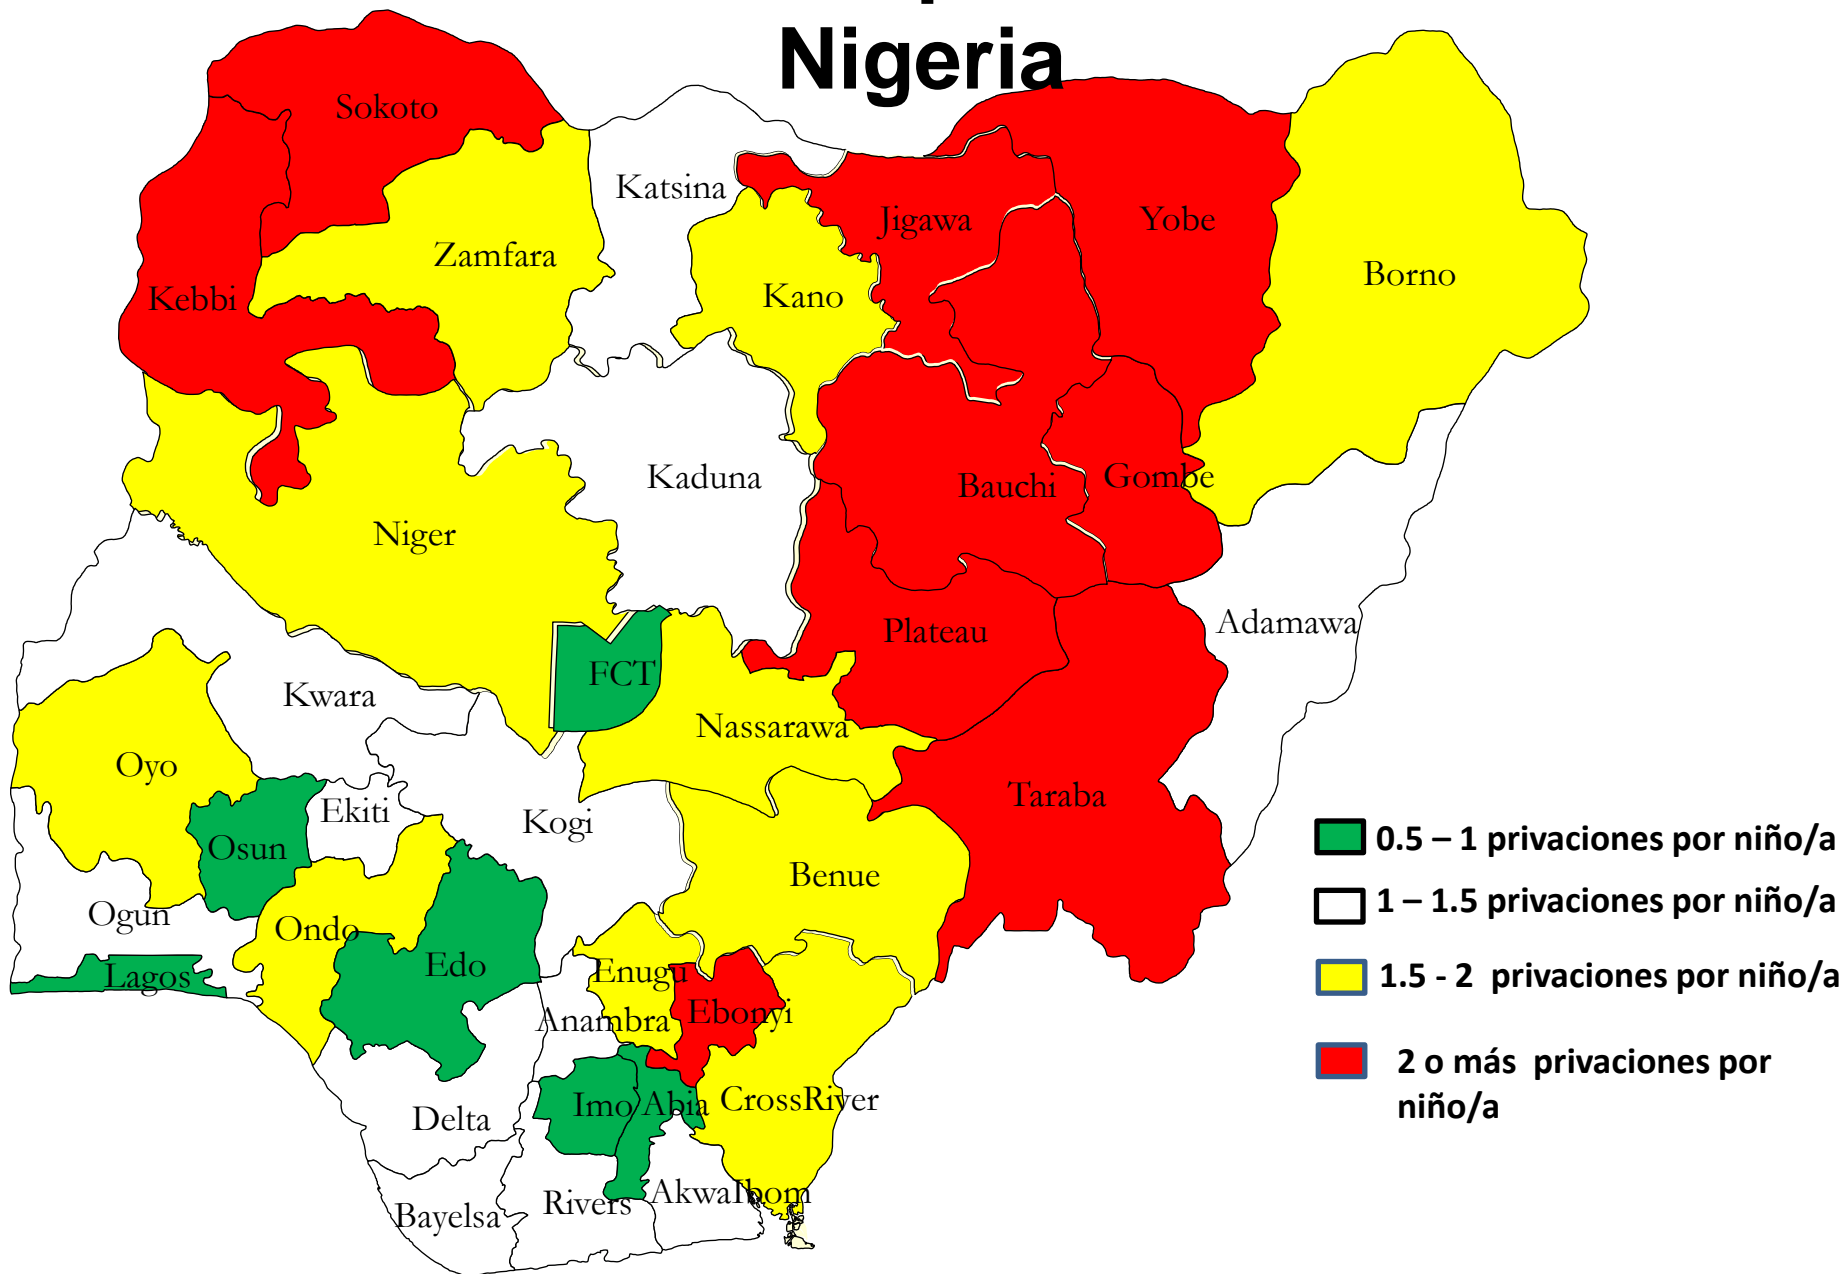 Nigeria
Sokoto
Katsina
Jigawa
Yobe
Zamfara
Borno
Kebbi
Kano
Kaduna
Bauchi
Gombe
Niger
Adamawa
Plateau
FCT
Kwara
Nassarawa
Oyo
Taraba
Ekiti
Kogi
Osun
Benue
Ogun
Ondo
Edo
Lagos
Enugu
Ebonyi
Anambra
Imo
Abia
CrossRiver
Delta
AkwaIbom
Rivers
Bayelsa
0.5 – 1 privaciones por niño/a
1 – 1.5 privaciones por niño/a
1.5 - 2 privaciones por niño/a
2 o más privaciones por
niño/a